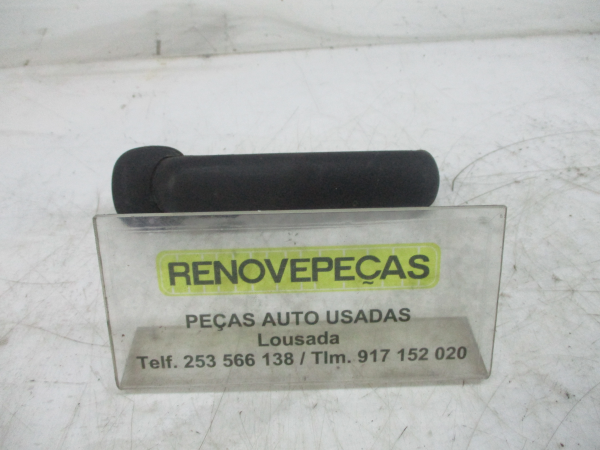 RENOVEPEÇAS
PEÇAS AUTO USADAS
Lousada
Telf. 253 566 138 / Tlm. 917 152 020